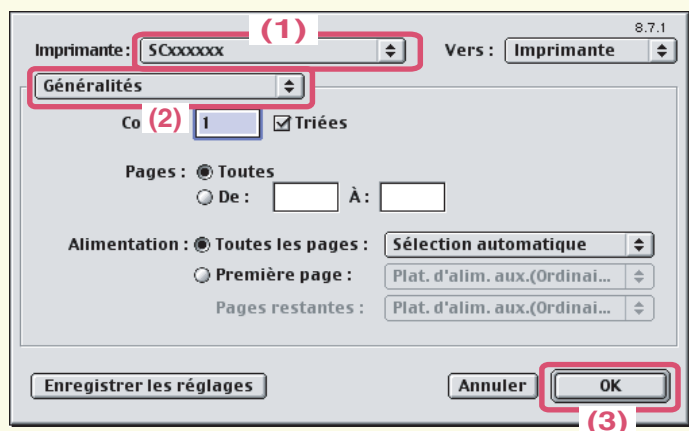 8.7.1
(1)
Imprimante : SCxxxxxx Vers : Imprimante
Généralités
(2)
Co 1 Triées
Pages : Toutes
De : À :
Alimentation : Toutes les pages : Sélection automatique
Première page : Plat. d'alim. aux.(Ordinai...
Pages restantes : Plat. d'alim. aux.(Ordinai...
Enregistrer les réglages Annuler OK
(3)